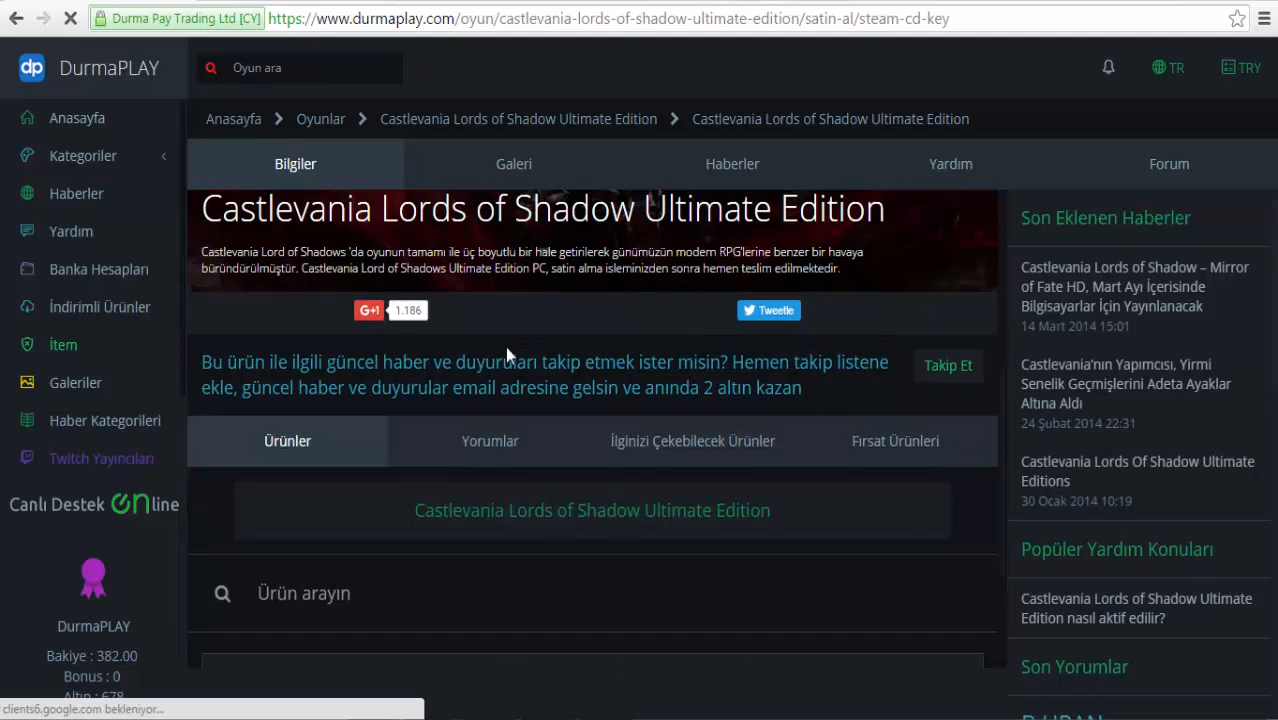 Durma Pay Trading Ltd [CY]
https://www.durmaplay.com/oyun/castlevania-lords-of-shadow-ultimate-edition/satin-al/steam-cd-key
dp DurmaPLAY
Oyun ara
TR
TRY
Anasayfa
Kategoriler
Haberler
Yardım
Banka Hesapları
İndirimli Ürünler
İtem
Galeriler
Haber Kategorileri
Twitch Yayıncıları
Canlı Destek online
DurmaPLAY
Bakiye : 382.00
Bonus : 0
Altın : 678
Anasayfa > Oyunlar > Castlevania Lords of Shadow Ultimate Edition > Castlevania Lords of Shadow Ultimate Edition
Bilgiler Galeri Haberler Yardım Forum
Castlevania Lords of Shadow Ultimate Edition
Castlevania Lord of Shadows 'da oyunun tamamı ile üç boyutlu bir hale getirilerek günümüzün modern RPG'lerine benzer bir havaya
büründürülmüştür. Castlevania Lord of Shadows Ultimate Edition PC, satin alma isleminizden sonra hemen teslim edilmektedir.
G+1 1.186
Tweetle
Bu ürün ile ilgili güncel haber ve duyuruları takip etmek ister misin? Hemen takip listene
ekle, güncel haber ve duyurular email adresine gelsin ve anında 2 altın kazan
Takip Et
Ürünler Yorumlar İlginizi Çekebilecek Ürünler Fırsat Ürünleri
Castlevania Lords of Shadow Ultimate Edition
Ürün arayın
Son Eklenen Haberler
Castlevania Lords of Shadow – Mirror
of Fate HD, Mart Ayı İçerisinde
Bilgisayarlar İçin Yayınlanacak
14 Mart 2014 15:01
Castlevania'nın Yapımcısı, Yirmi
Senelik Geçmişlerini Adeta Ayaklar
Altına Aldı
24 Şubat 2014 22:31
Castlevania Lords Of Shadow Ultimate
Editions
30 Ocak 2014 10:19
Popüler Yardım Konuları
Castlevania Lords of Shadow Ultimate
Edition nasıl aktif edilir?
Son Yorumlar
clients6.google.com bekleniyor...